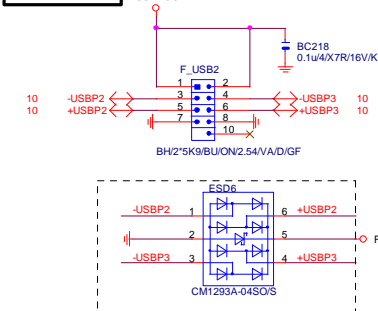 BC218
0.1u/4/X7R/16V/K
F_USB2
1 2
10 -USBP2 3 4 -USBP3 10
10 +USBP2 5 6 +USBP3 10
7 8
10
BH/2*5K9/BU/ON/2.54/VA/D/GF
ESD6
-USBP2 1 6 +USBP2
2 5
-USBP3 3 4 +USBP3
CM1293A-04SO/S